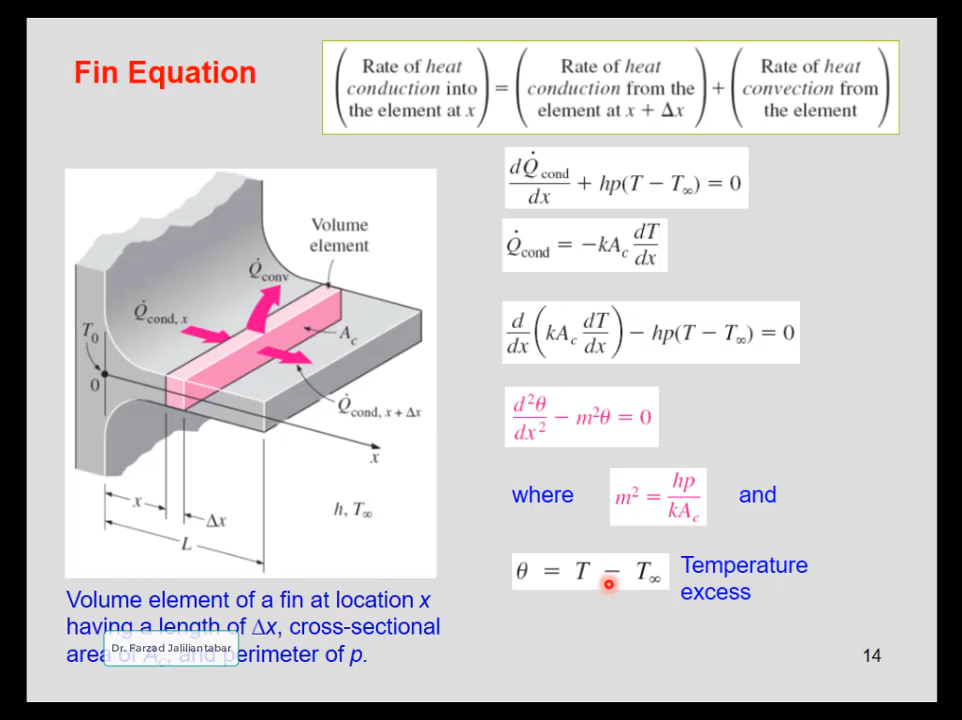 Fin Equation
(Rate of heat conduction into the element at x) = (Rate of heat conduction from the element at x + Δx) + (Rate of heat convection from the element)
dQ̇cond/dx + hp(T − T∞) = 0
Q̇cond = −kAc dT/dx
d/dx (kAc dT/dx) − hp(T − T∞) = 0
d²θ/dx² − m²θ = 0
where m² = hp/kAc and
θ = T − T∞ Temperature
excess
Volume
element
Q̇conv
Q̇cond, x
T0
Ac
0
Q̇cond, x + Δx
x
x
Δx
h, T∞
L
Volume element of a fin at location x
having a length of Δx, cross-sectional
area of Ac, and perimeter of p.
Dr. Farzad Jaliliantabar
14